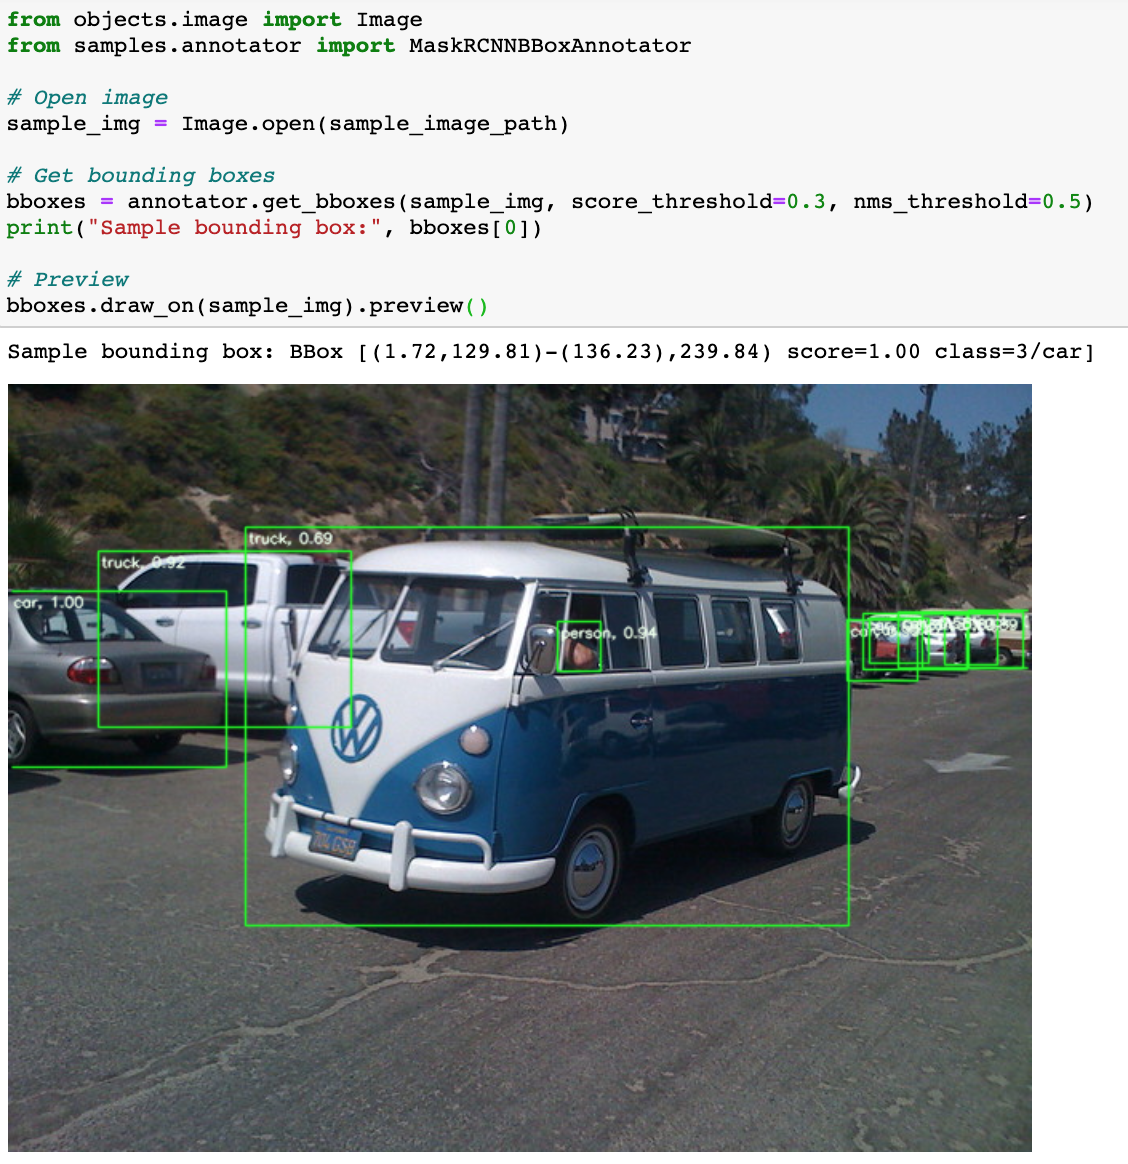 from objects.image import Image
from samples.annotator import MaskRCNNBBoxAnnotator
# Open image
sample_img = Image.open(sample_image_path)
# Get bounding boxes
bboxes = annotator.get_bboxes(sample_img, score_threshold=0.3, nms_threshold=0.5)
print("Sample bounding box:", bboxes[0])
# Preview
bboxes.draw_on(sample_img).preview()
Sample bounding box: BBox [(1.72,129.81)-(136.23),239.84) score=1.00 class=3/car]
truck, 0.69
truck, 0.92
car, 1.00
person, 0.94